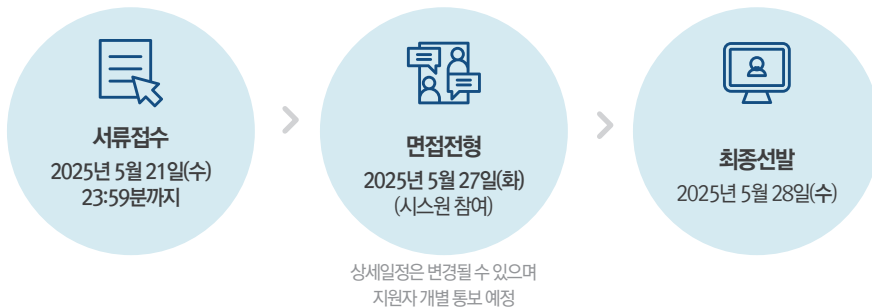 서류접수
2025년 5월 21일(수)
23:59분까지
면접전형
2025년 5월 27일(화)
(시스원 참여)
상세일정은 변경될 수 있으며
지원자 개별 통보 예정
최종선발
2025년 5월 28일(수)